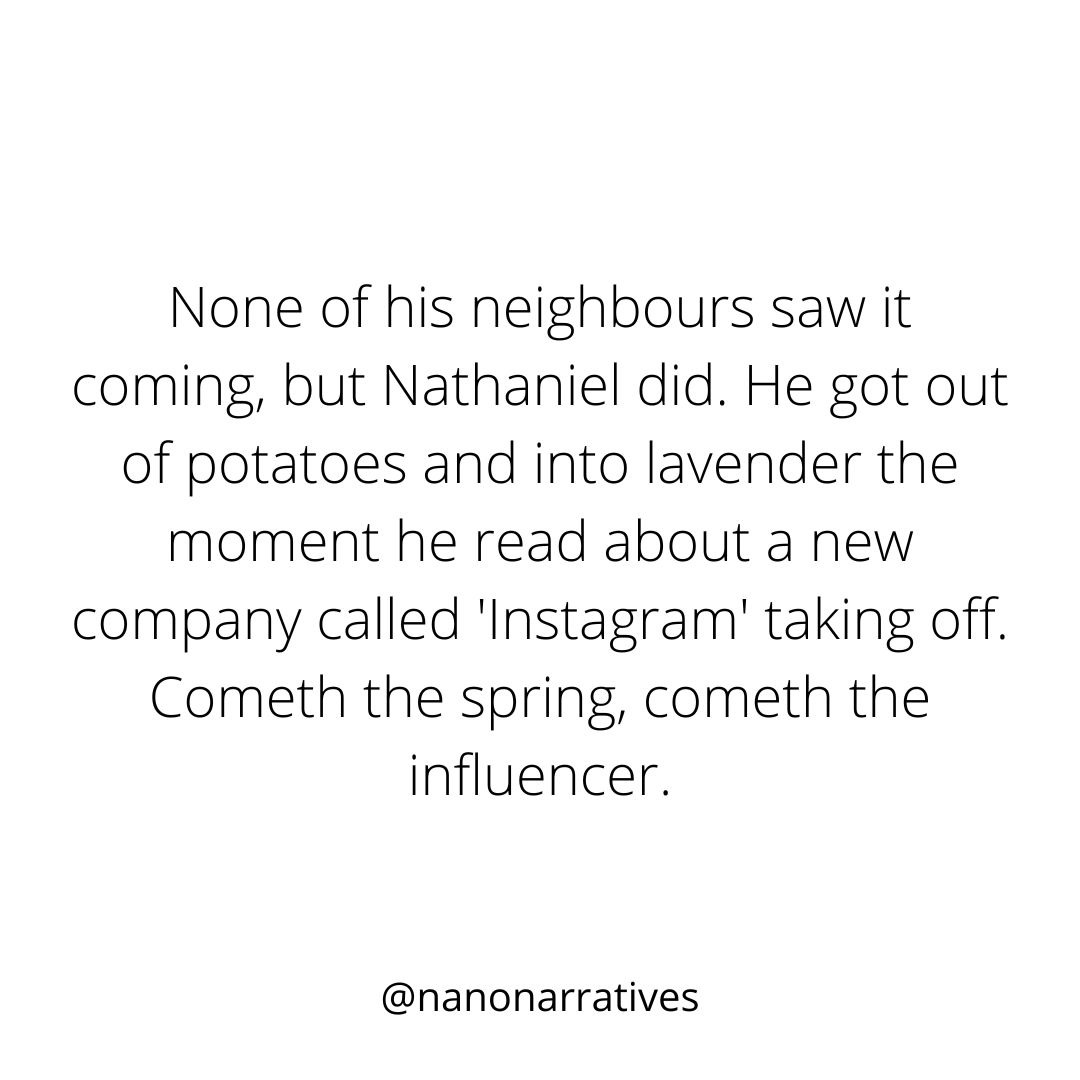 None of his neighbours saw it
coming, but Nathaniel did. He got out
of potatoes and into lavender the
moment he read about a new
company called 'Instagram' taking off.
Cometh the spring, cometh the
influencer.
@nanonarratives